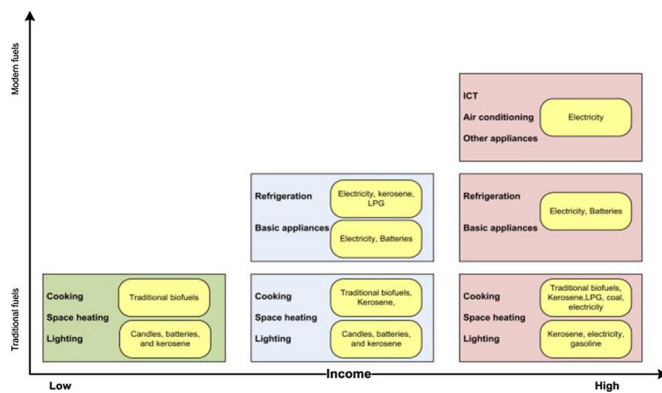 Modern fuels
ICT
Air conditioning
Other appliances
Electricity
Refrigeration
Basic appliances
Electricity, kerosene,
LPG
Electricity, Batteries
Refrigeration
Basic appliances
Electricity, Batteries
Traditional fuels
Cooking
Space heating
Lighting
Traditional biofuels
Candles, batteries,
and kerosene
Cooking
Space heating
Lighting
Traditional biofuels,
Kerosene,
Candles, batteries,
and kerosene
Cooking
Space heating
Lighting
Traditional biofuels,
Kerosene,LPG, coal,
electricity
Kerosene, electricity,
gasoline
Low
Income
High